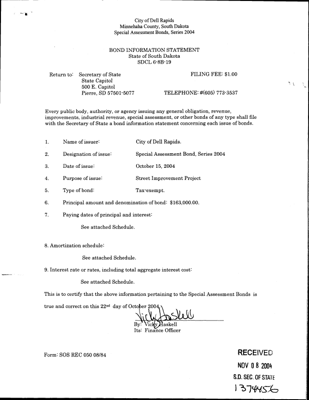 City of Dell Rapids
Minnehaha County, South Dakota
Special Assessment Bonds, Series 2004
BOND INFORMATION STATEMENT
State of South Dakota
SDCL 6-8B-19
Return to: Secretary of State FILING FEE: $1.00
State Capitol
500 E. Capitol
Pierre, SD 57501-5077 TELEPHONE: #(605) 773-3537
Every public body, authority, or agency issuing any general obligation, revenue,
improvements, industrial revenue, special assessment, or other bonds of any type shall file
with the Secretary of State a bond information statement concerning each issue of bonds.
1. Name of issuer: City of Dell Rapids.
2. Designation of issue: Special Assessment Bond, Series 2004
3. Date of issue: October 15, 2004
4. Purpose of issue: Street Improvement Project
5. Type of bond: Tax-exempt.
6. Principal amount and denomination of bond: $163,000.00.
7. Paying dates of principal and interest:
See attached Schedule.
8. Amortization schedule:
See attached Schedule.
9. Interest rate or rates, including total aggregate interest cost:
See attached Schedule.
This is to certify that the above information pertaining to the Special Assessment Bonds is
true and correct on this 22nd day of October 2004.
Vicky Haskell
By: Vicky Haskell
Its: Finance Officer
Form: SOS REC 050 08/84
RECEIVED
NOV 08 2004
S.D. SEC. OF STATE